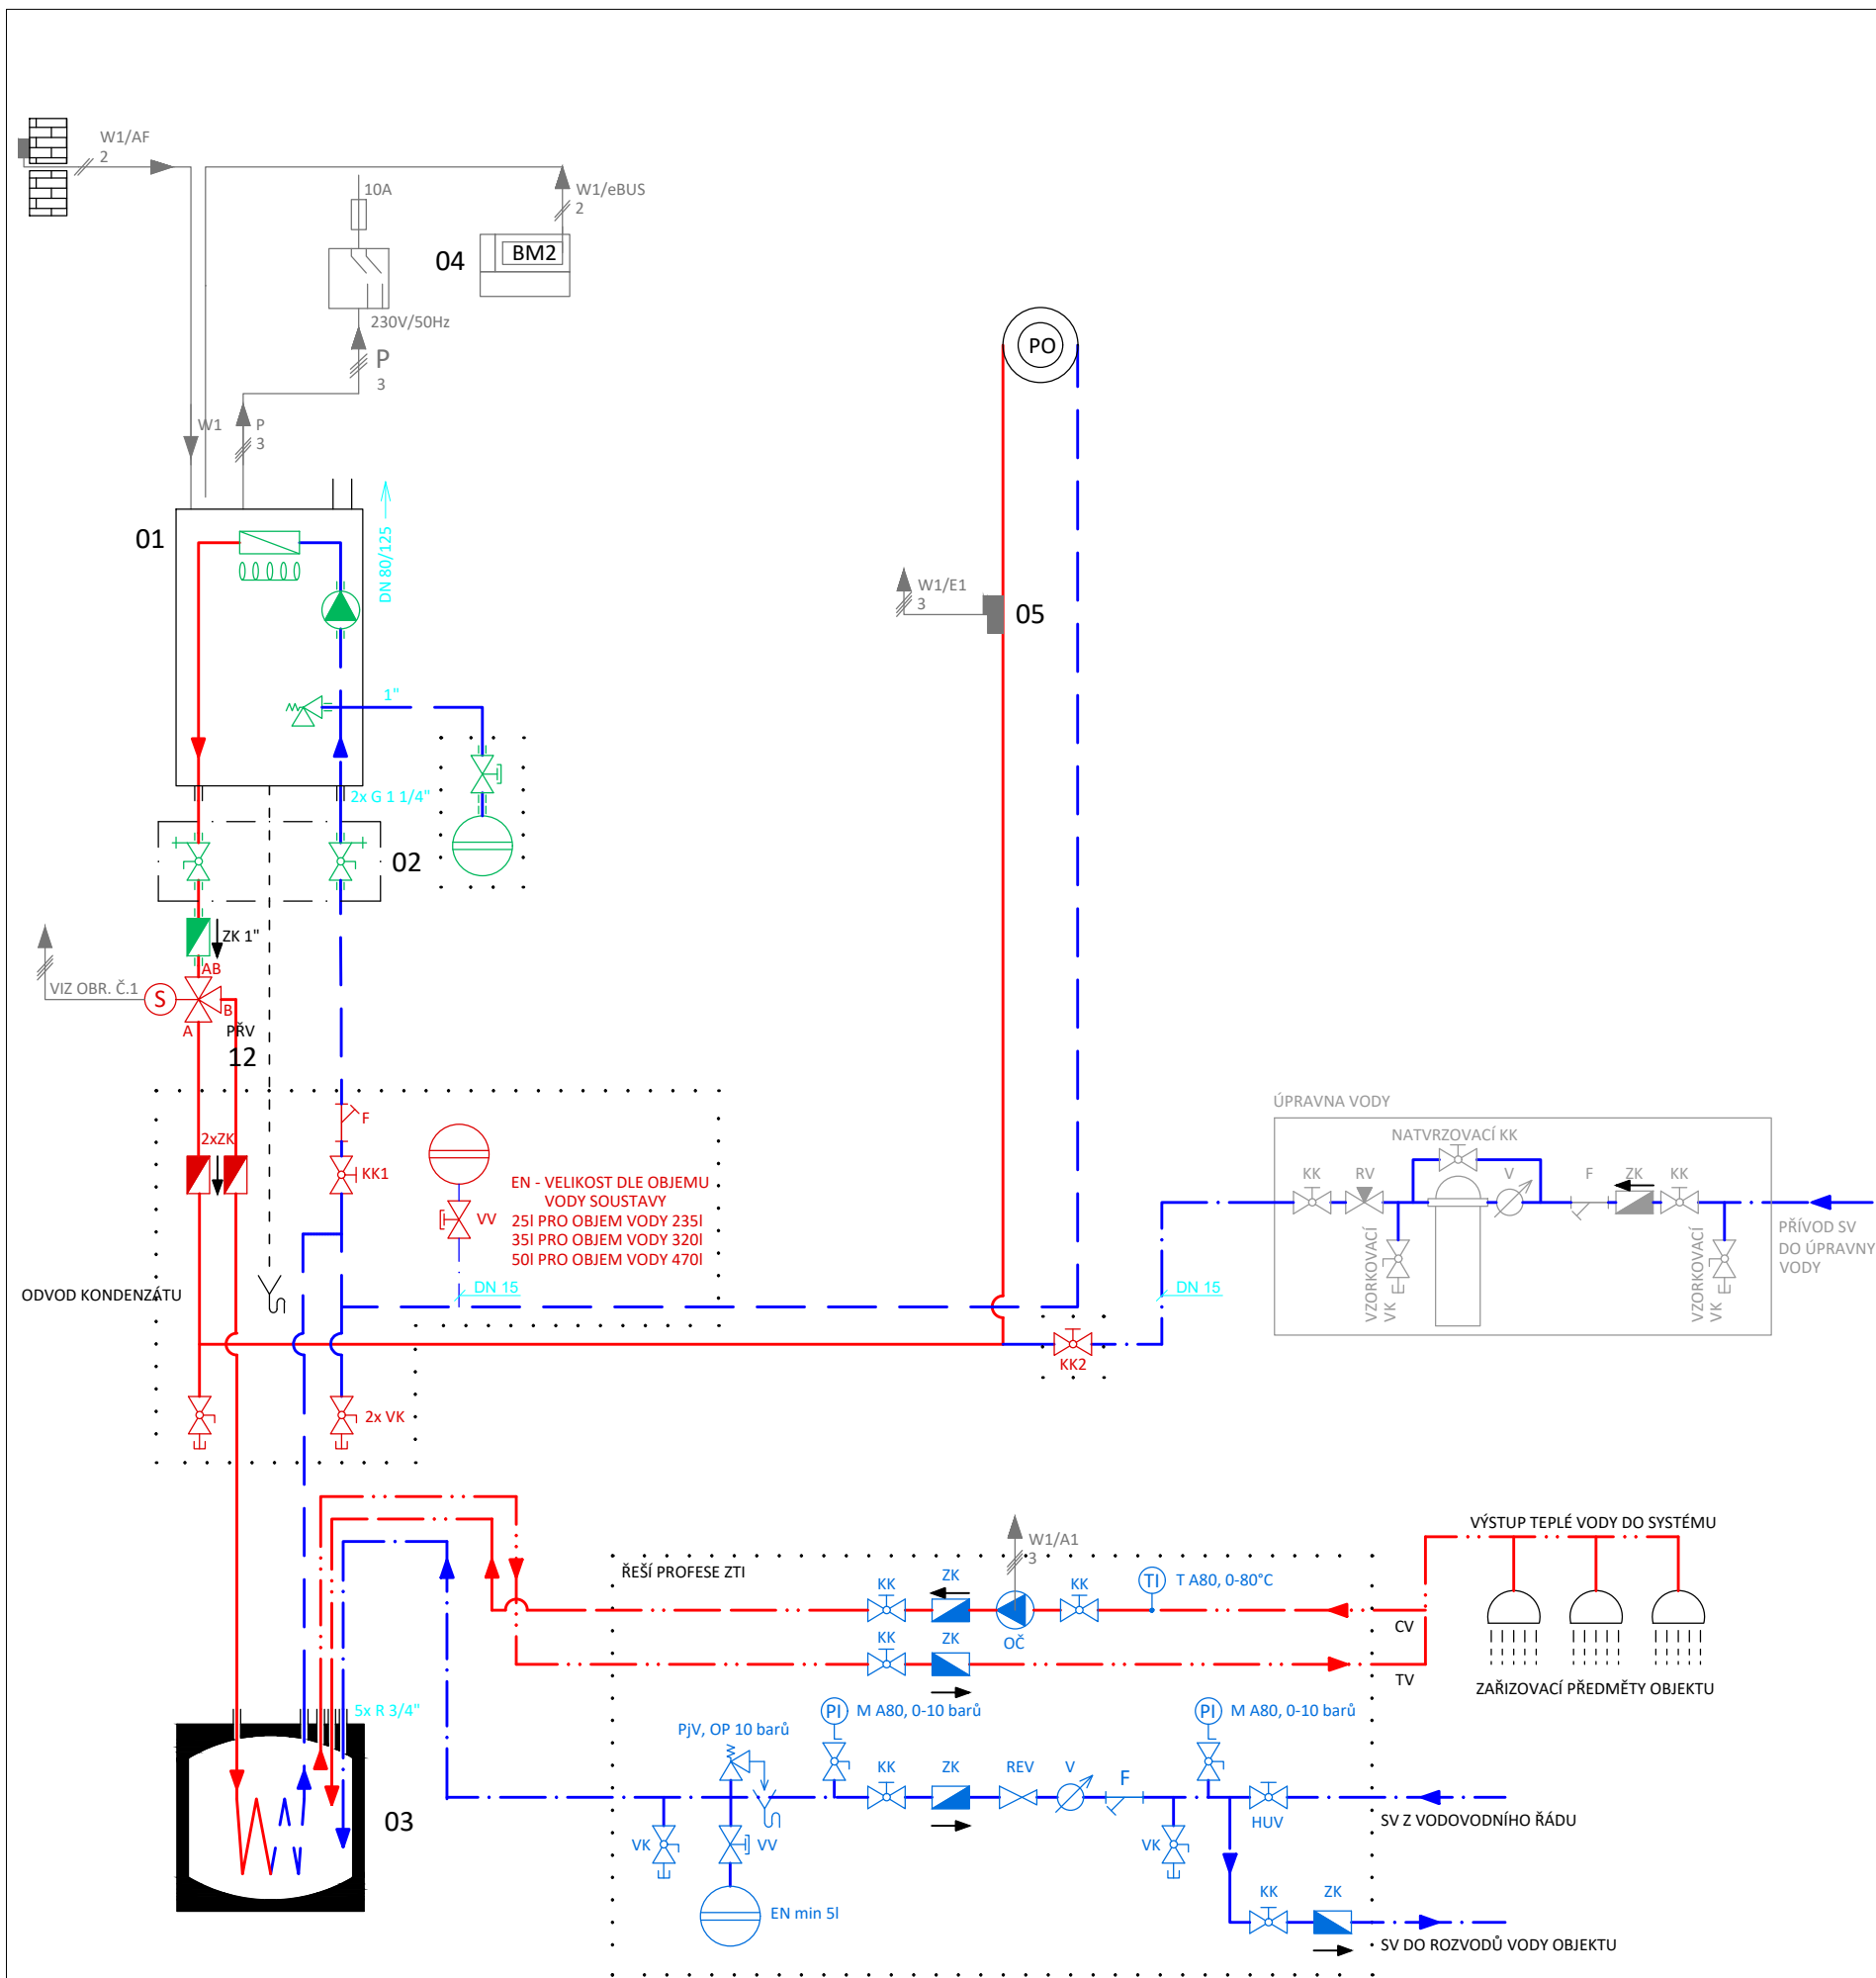 W1/AF
2
10A
W1/eBUS
2
04
BM2
230V/50Hz
P
3
PO
W1
P
3
01
DN 80/125
W1/E1
3
05
1"
2x G 1 1/4"
02
ZK 1"
AB
VIZ OBR. Č.1
S
B
A
PŘV
12
F
2xZK
KK1
VV
EN - VELIKOST DLE OBJEMU
VODY SOUSTAVY
25l PRO OBJEM VODY 235l
35l PRO OBJEM VODY 320l
50l PRO OBJEM VODY 470l
DN 15
ODVOD KONDENZÁTU
KK2
2x VK
ÚPRAVNA VODY
NATVRZOVACÍ KK
KK
RV
V
F
ZK
KK
VZORKOVACÍ
VK
VZORKOVACÍ
VK
PŘÍVOD SV
DO ÚPRAVNY
VODY
DN 15
W1/A1
3
VÝSTUP TEPLÉ VODY DO SYSTÉMU
ŘEŠÍ PROFESE ZTI
KK
ZK
OČ
KK
TI
T A80, 0-80°C
CV
KK
ZK
TV
ZAŘIZOVACÍ PŘEDMĚTY OBJEKTU
5x R 3/4"
03
PjV, OP 10 barů
PI
M A80, 0-10 barů
PI
M A80, 0-10 barů
KK
ZK
REV
V
F
HUV
SV Z VODOVODNÍHO ŘÁDU
VK
VV
VK
EN min 5l
KK
ZK
SV DO ROZVODŮ VODY OBJEKTU